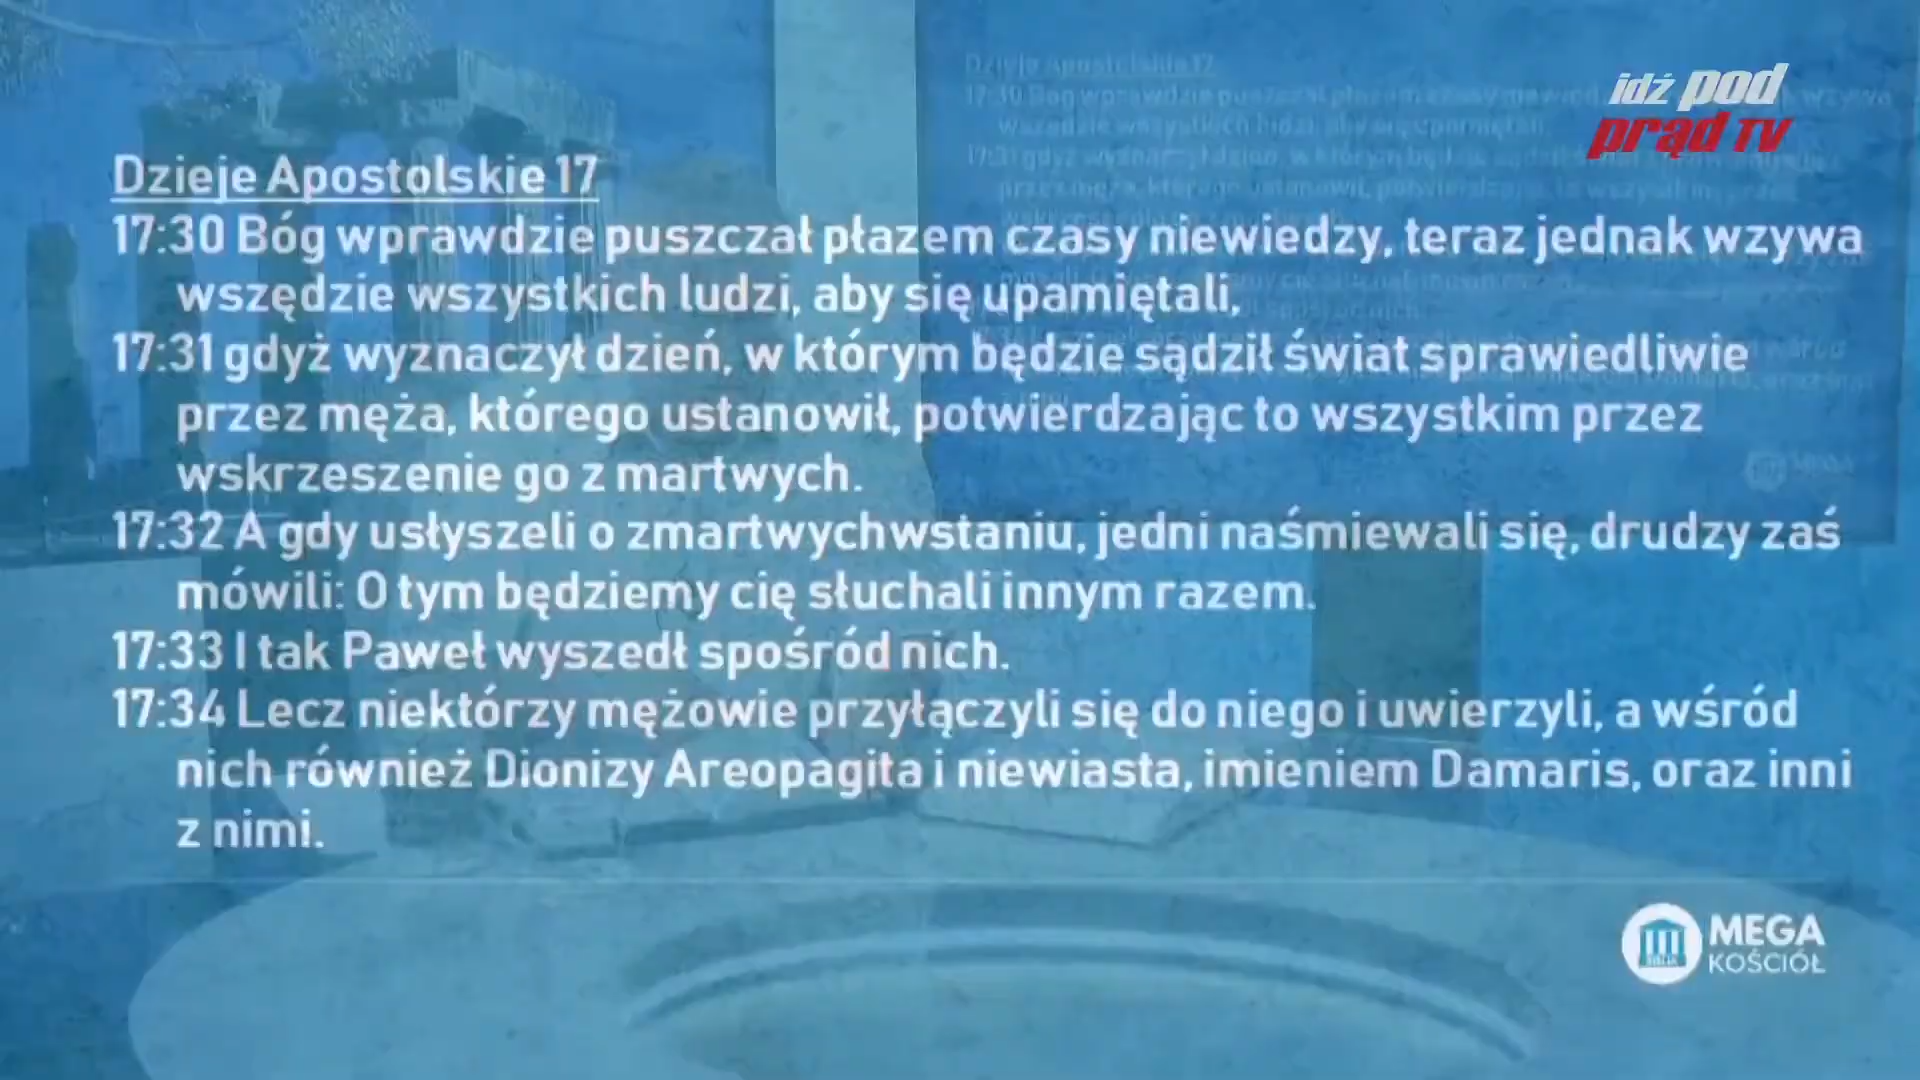 idź pod
prąd TV
Dzieje Apostolskie 17
17:30 Bóg wprawdzie puszczał płazem czasy niewiedzy, teraz jednak wzywa
wszędzie wszystkich ludzi, aby się upamiętali,
17:31 gdyż wyznaczył dzień, w którym będzie sądził świat sprawiedliwie
przez męża, którego ustanowił, potwierdzając to wszystkim przez
wskrzeszenie go z martwych.
17:32 A gdy usłyszeli o zmartwychwstaniu, jedni naśmiewali się, drudzy zaś
mówili: O tym będziemy cię słuchali innym razem.
17:33 I tak Paweł wyszedł spośród nich.
17:34 Lecz niektórzy mężowie przyłączyli się do niego i uwierzyli, a wśród
nich również Dionizy Areopagita i niewiasta, imieniem Damaris, oraz inni
z nimi.
MEGA
KOŚCIÓŁ